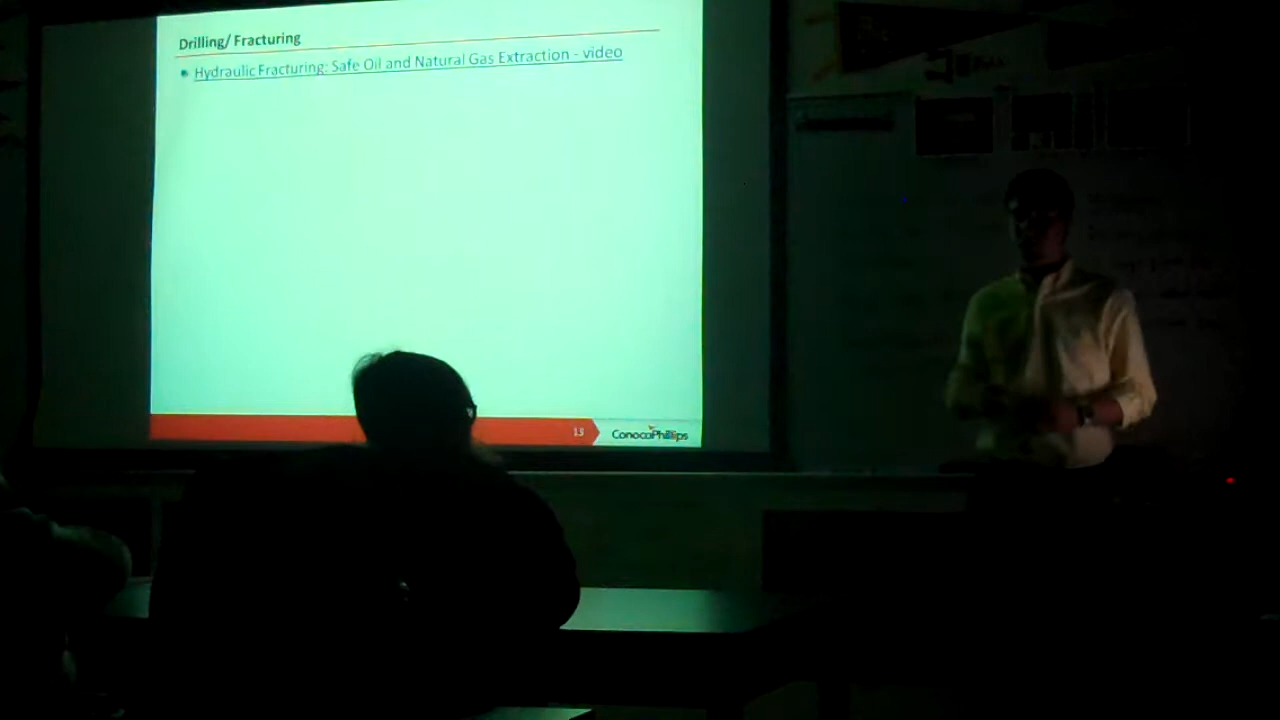 Drilling/ Fracturing
Hydraulic Fracturing: Safe Oil and Natural Gas Extraction - video
13
ConocoPhillips